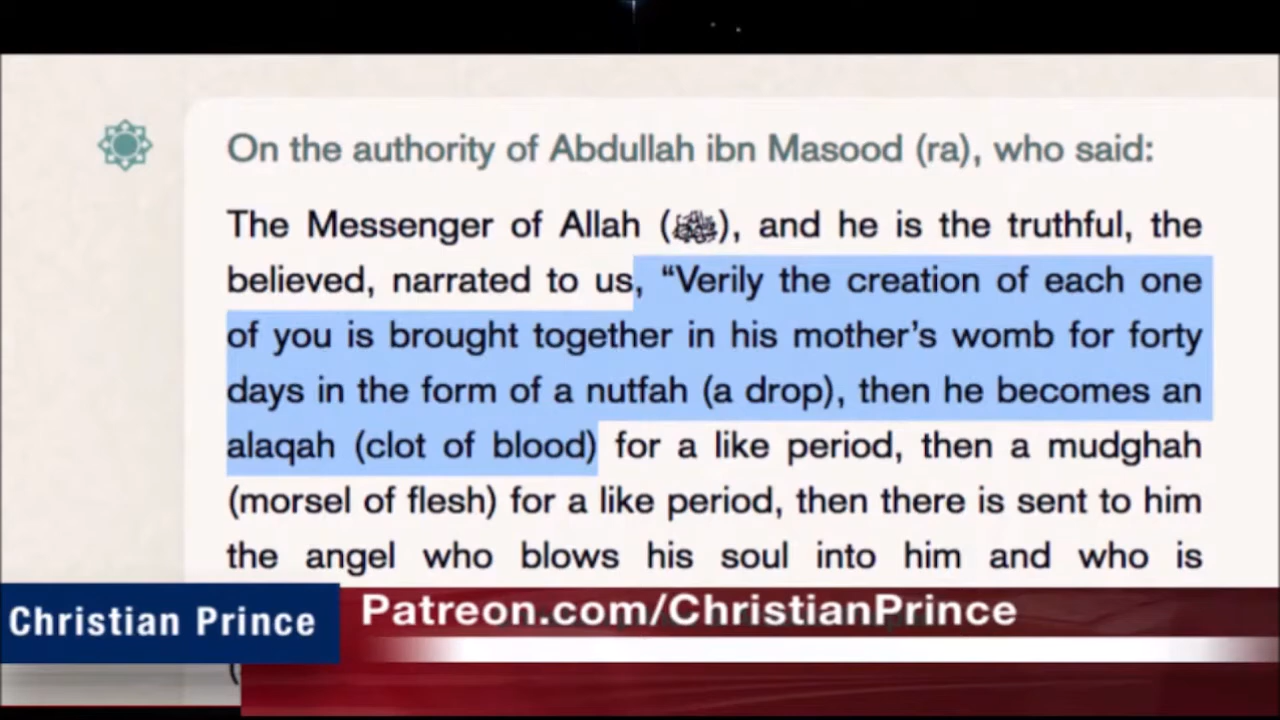 On the authority of Abdullah ibn Masood (ra), who said:
The Messenger of Allah (ﷺ), and he is the truthful, the
believed, narrated to us, “Verily the creation of each one
of you is brought together in his mother’s womb for forty
days in the form of a nutfah (a drop), then he becomes an
alaqah (clot of blood) for a like period, then a mudghah
(morsel of flesh) for a like period, then there is sent to him
the angel who blows his soul into him and who is
Christian Prince
Patreon.com/ChristianPrince